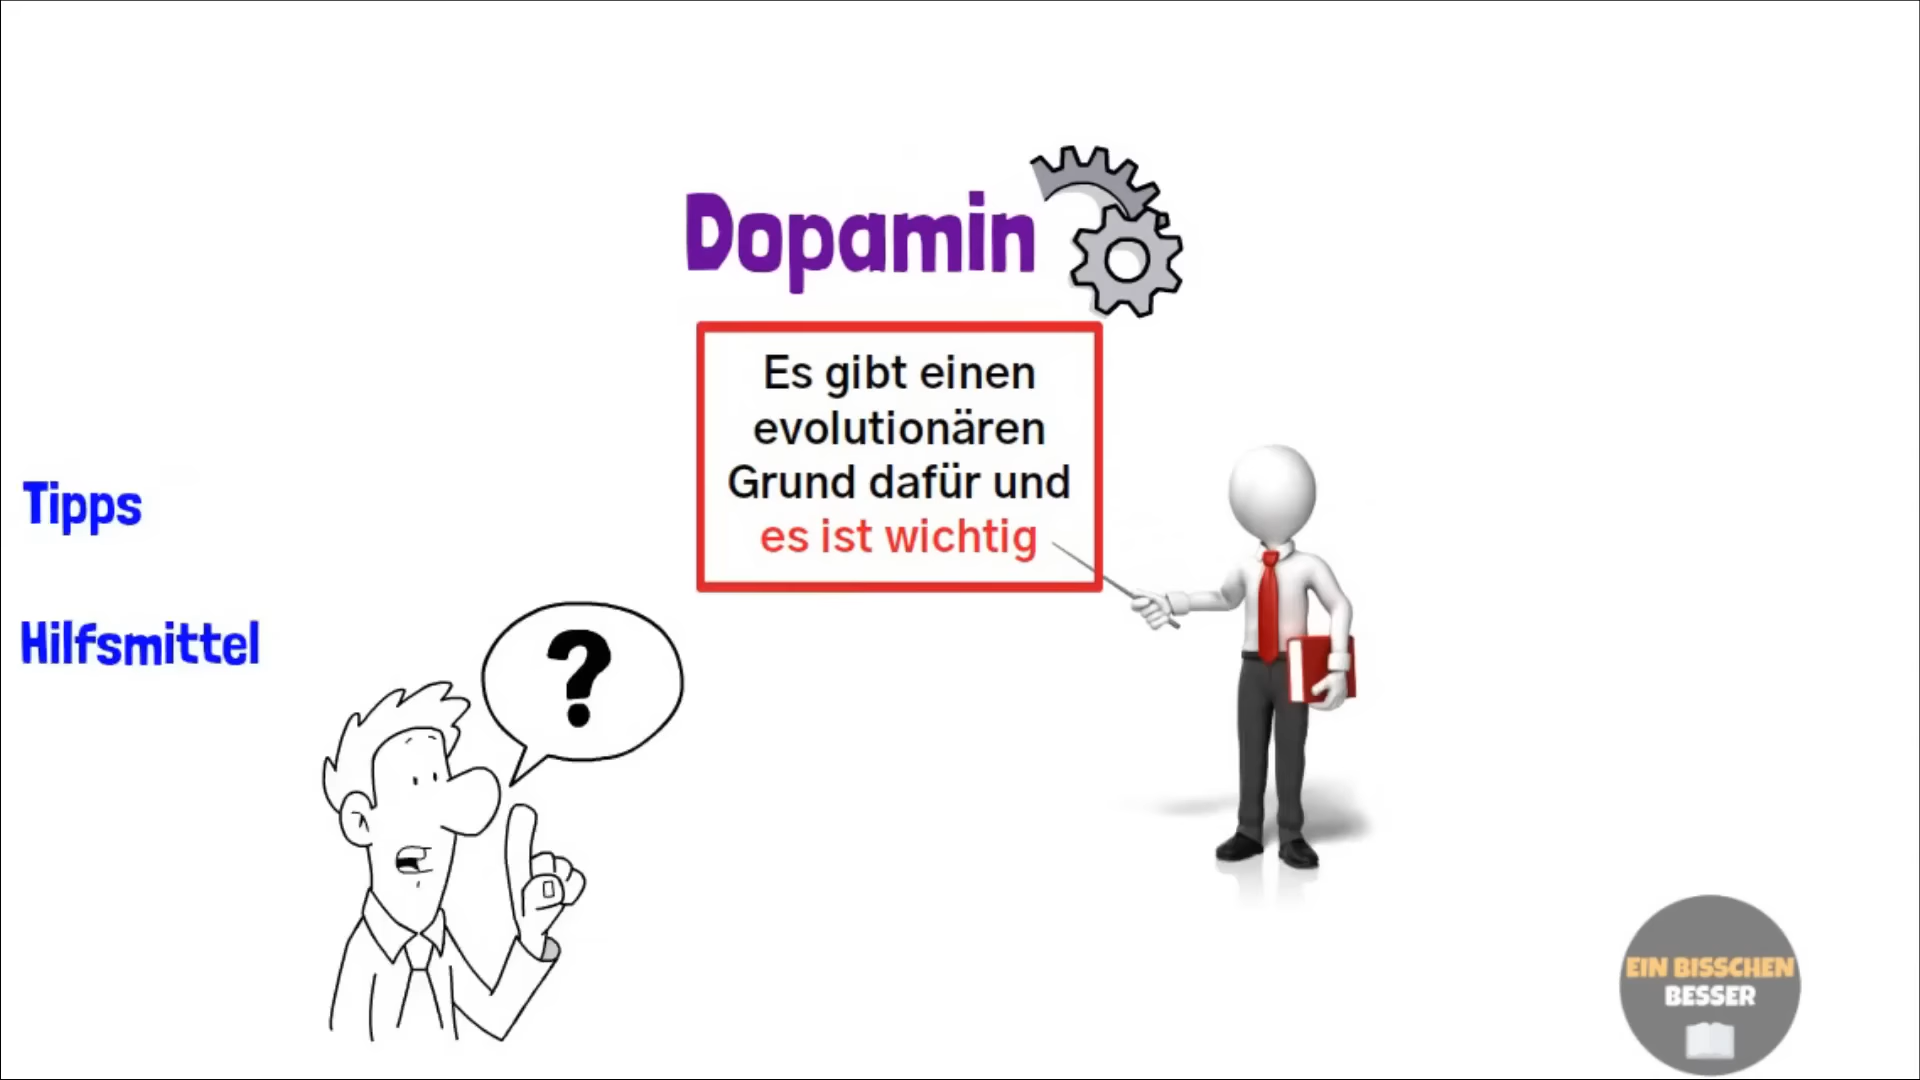 Dopamin
Es gibt einen
evolutionären
Grund dafür und
es ist wichtig
Tipps
Hilfsmittel
?
EIN BISSCHEN
BESSER